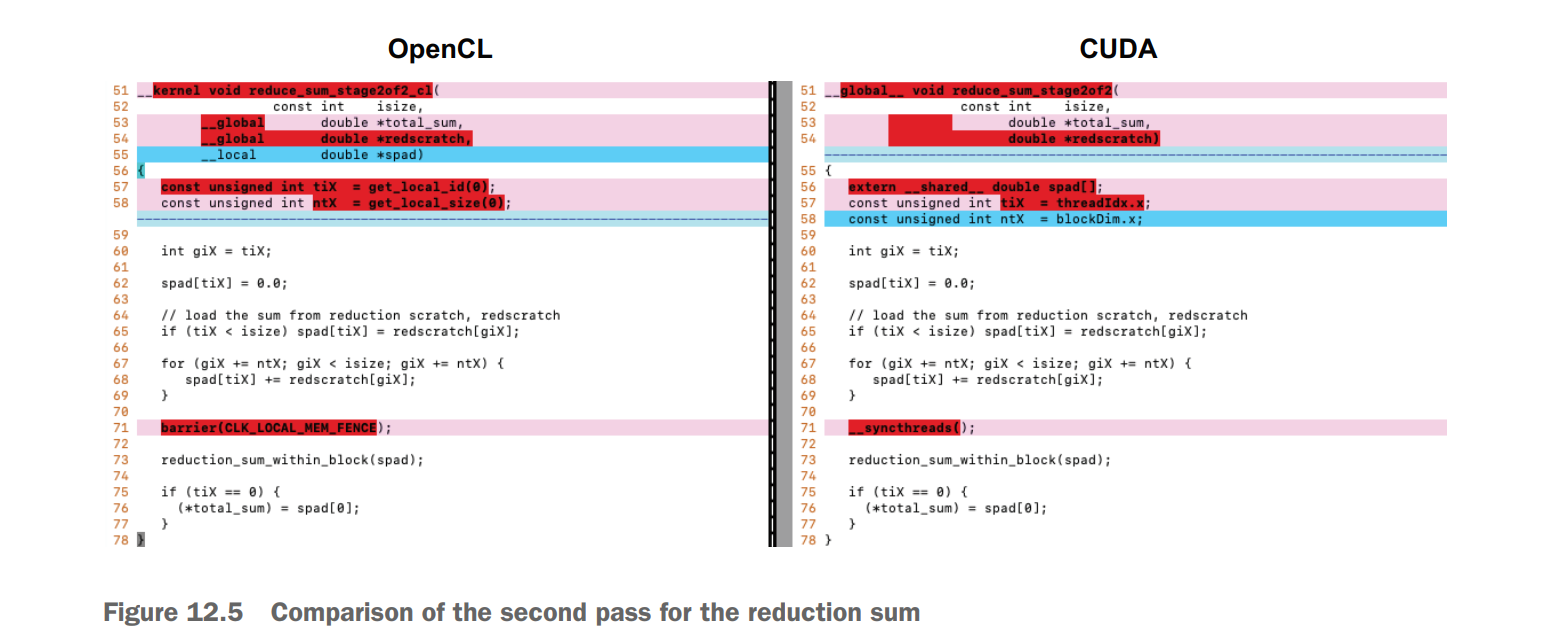 OpenCL
51 __kernel void reduce_sum_stage2of2_cl(
52                  const int    isize,
53         __global       double *total_sum,
54         __global       double *redscratch,
55         __local        double *spad)
56 {
57    const unsigned int tiX  = get_local_id(0);
58    const unsigned int ntX  = get_local_size(0);
59
60    int giX = tiX;
61
62    spad[tiX] = 0.0;
63
64    // load the sum from reduction scratch, redscratch
65    if (tiX < isize) spad[tiX] = redscratch[giX];
66
67    for (giX += ntX; giX < isize; giX += ntX) {
68       spad[tiX] += redscratch[giX];
69    }
70
71    barrier(CLK_LOCAL_MEM_FENCE);
72
73    reduction_sum_within_block(spad);
74
75    if (tiX == 0) {
76      (*total_sum) = spad[0];
77    }
78 }
CUDA
51 __global__ void reduce_sum_stage2of2(
52                  const int    isize,
53                        double *total_sum,
54                        double *redscratch)
55 {
56    extern __shared__ double spad[];
57    const unsigned int tiX  = threadIdx.x;
58    const unsigned int ntX  = blockDim.x;
59
60    int giX = tiX;
61
62    spad[tiX] = 0.0;
63
64    // load the sum from reduction scratch, redscratch
65    if (tiX < isize) spad[tiX] = redscratch[giX];
66
67    for (giX += ntX; giX < isize; giX += ntX) {
68       spad[tiX] += redscratch[giX];
69    }
70
71    __syncthreads();
72
73    reduction_sum_within_block(spad);
74
75    if (tiX == 0) {
76      (*total_sum) = spad[0];
77    }
78 }
Figure 12.5 Comparison of the second pass for the reduction sum